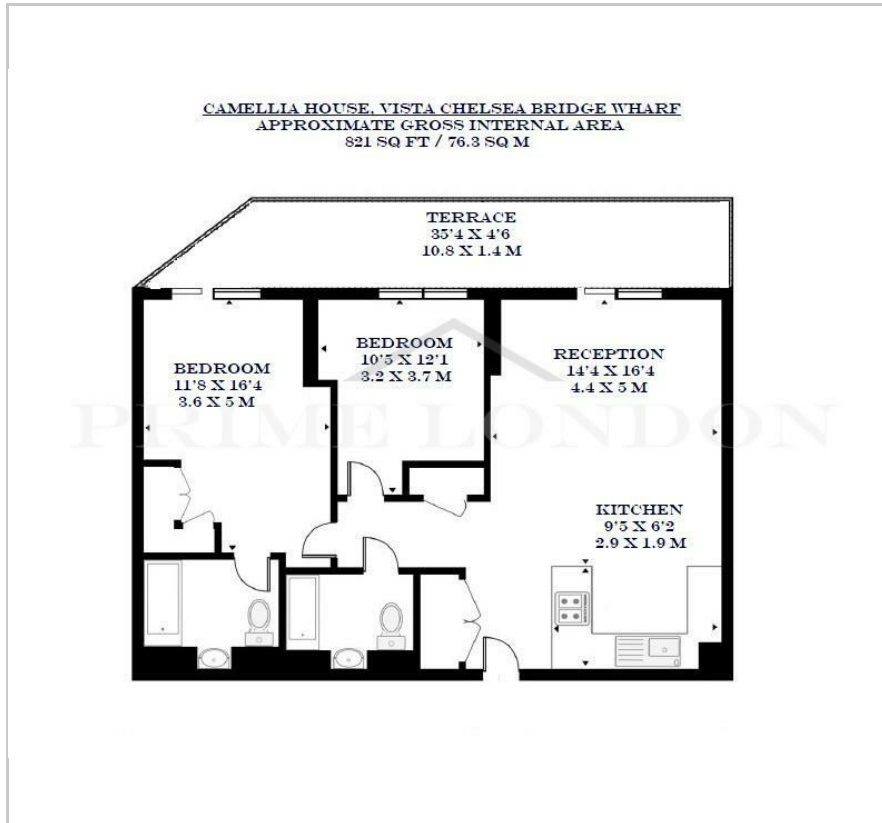 CAMELLIA HOUSE, VISTA CHELSEA BRIDGE WHARF
APPROXIMATE GROSS INTERNAL AREA
821 SQ FT / 76.3 SQ M
TERRACE
35'4 X 4'6
10.8 X 1.4 M
BEDROOM
11'8 X 16'4
3.6 X 5 M
BEDROOM
10'5 X 12'1
3.2 X 3.7 M
RECEPTION
14'4 X 16'4
4.4 X 5 M
PRIME LONDON
KITCHEN
9'5 X 6'2
2.9 X 1.9 M